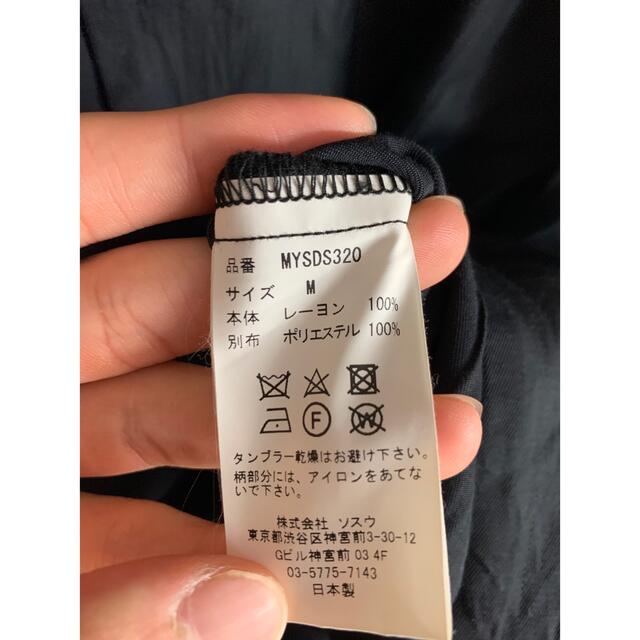 品番 MYSDS320
サイズ M
本体 レーヨン 100%
別布 ポリエステル 100%
F W
タンブラー乾燥はお避け下さい。
柄部分には、アイロンをあてな
いで下さい。
株式会社 ソスウ
東京都渋谷区神宮前3-30-12
Gビル神宮前 03 4F
03-5775-7143
日本製